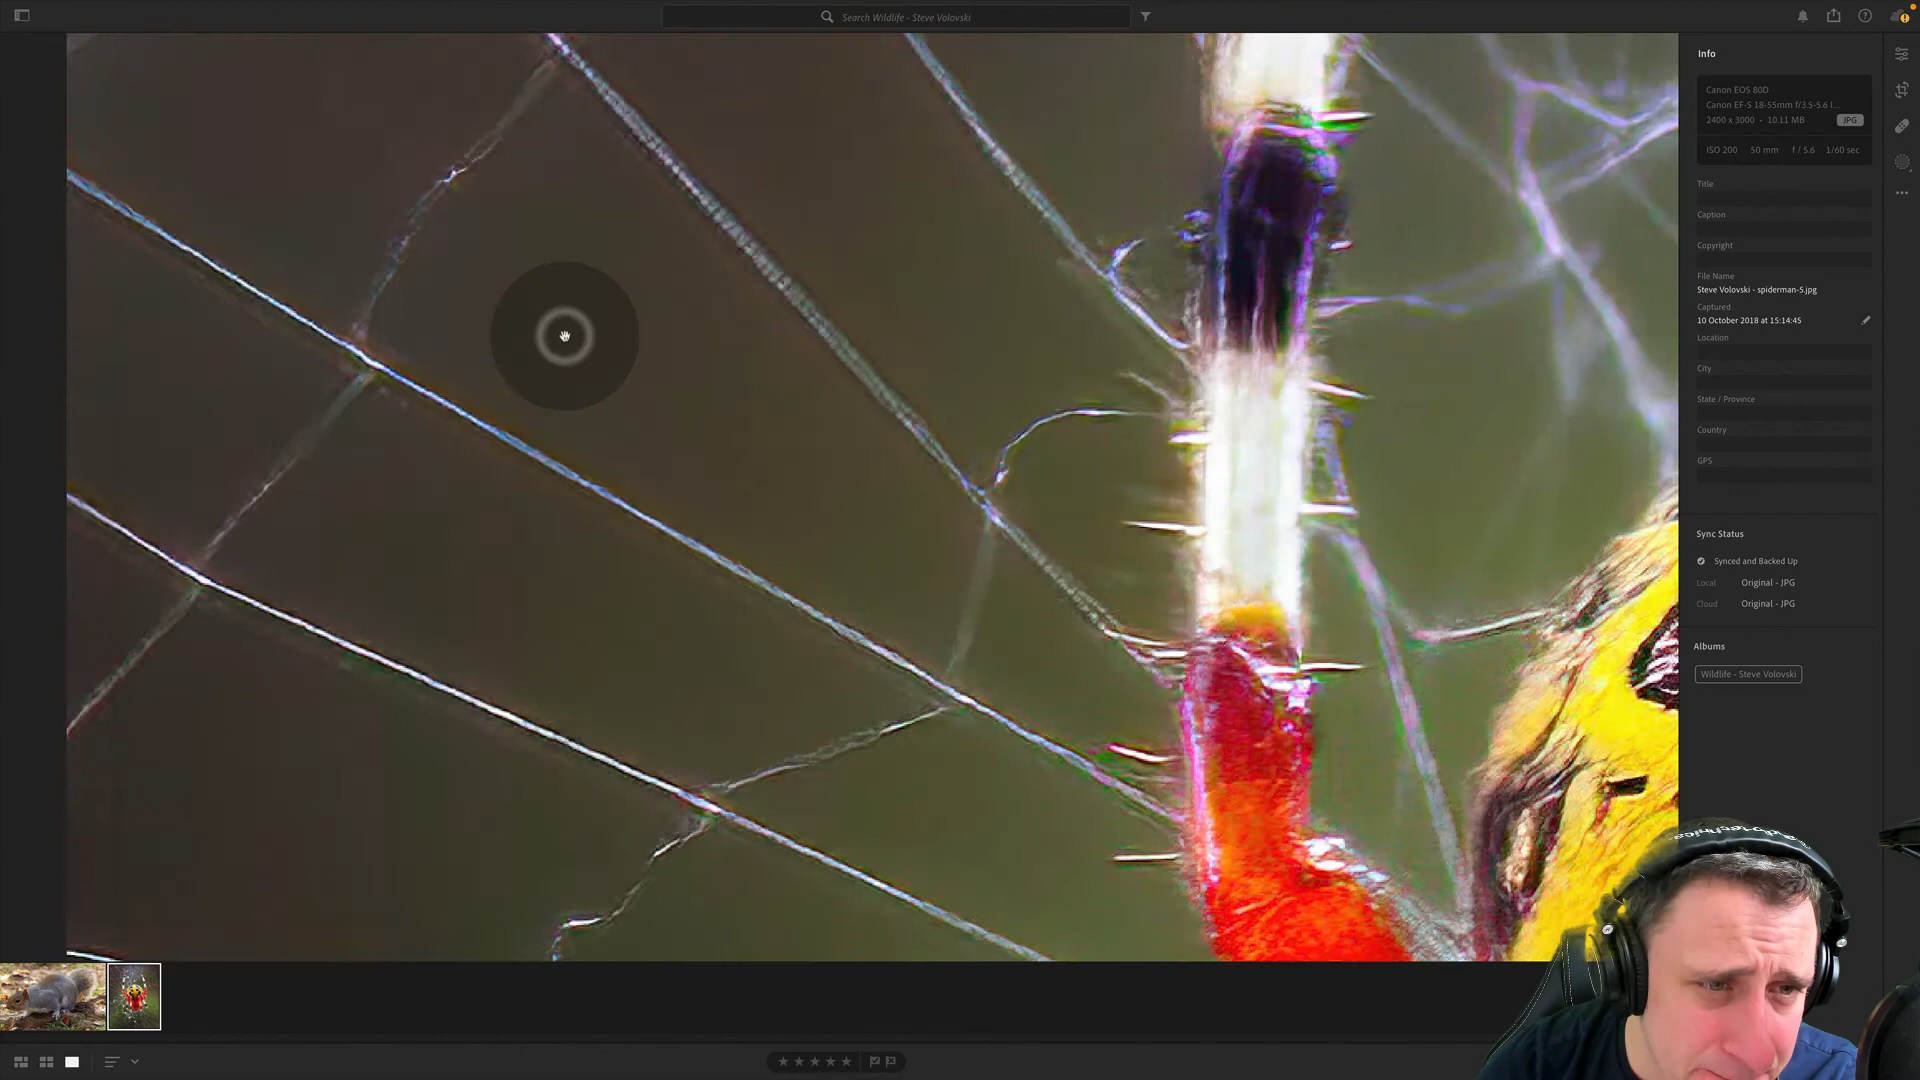 Search Wildlife - Steve Volovski
Info
Canon EOS 80D
Canon EF-S 18-55mm f/3.5-5.6 I...
2400 x 3000 - 10.11 MB JPG
ISO 200 50 mm f / 5.6 1/60 sec
Title
Caption
Copyright
File Name
Steve Volovski - spiderman-5.jpg
Captured
10 October 2018 at 15:14:45
Location
City
State / Province
Country
GPS
Sync Status
Synced and Backed Up
Local Original - JPG
Cloud Original - JPG
Albums
Wildlife - Steve Volovski